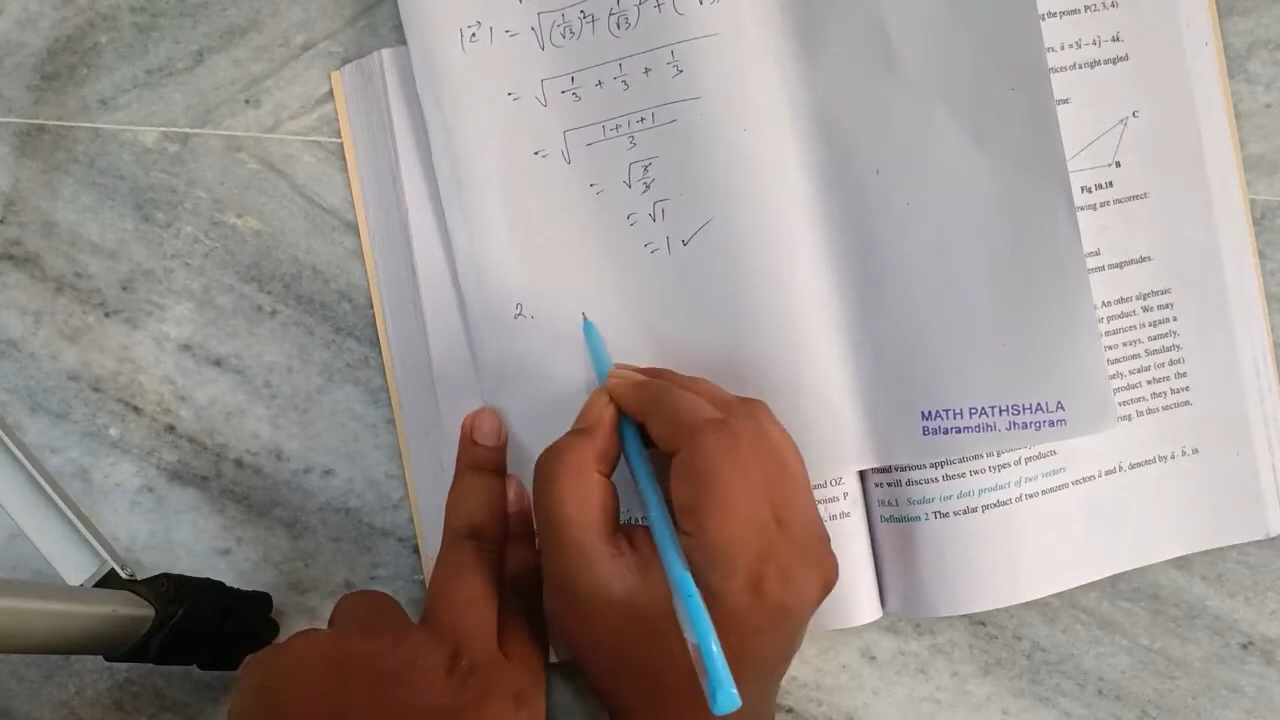 |c⃗| = √(1/√3)² + (1/√3)² + (
= √1/3 + 1/3 + 1/3
= √1+1+1/3
= √3/3
= √1
= 1 ✓
2.
MATH PATHSHALA
Balaramdihi, Jhargram
g the points P(2, 3, 4)
rs, a⃗ = 3î − 4ĵ − 4k̂,
rtices of a right angled
true:
C
B
Fig 10.18
owing are incorrect:
onal
erent magnitudes.
. An other algebraic
ir product. We may
matrices is again a
two ways, namely,
functions. Similarly,
nely, scalar (or dot)
product where the
vectors, they have
ring. In this section,
found various applications in
we will discuss these two types of products.
10.6.1 Scalar (or dot) product of two vectors
Definition 2 The scalar product of two nonzero vectors a⃗ and b⃗, denoted by a⃗ . b⃗, is
and OZ
points P
, in the